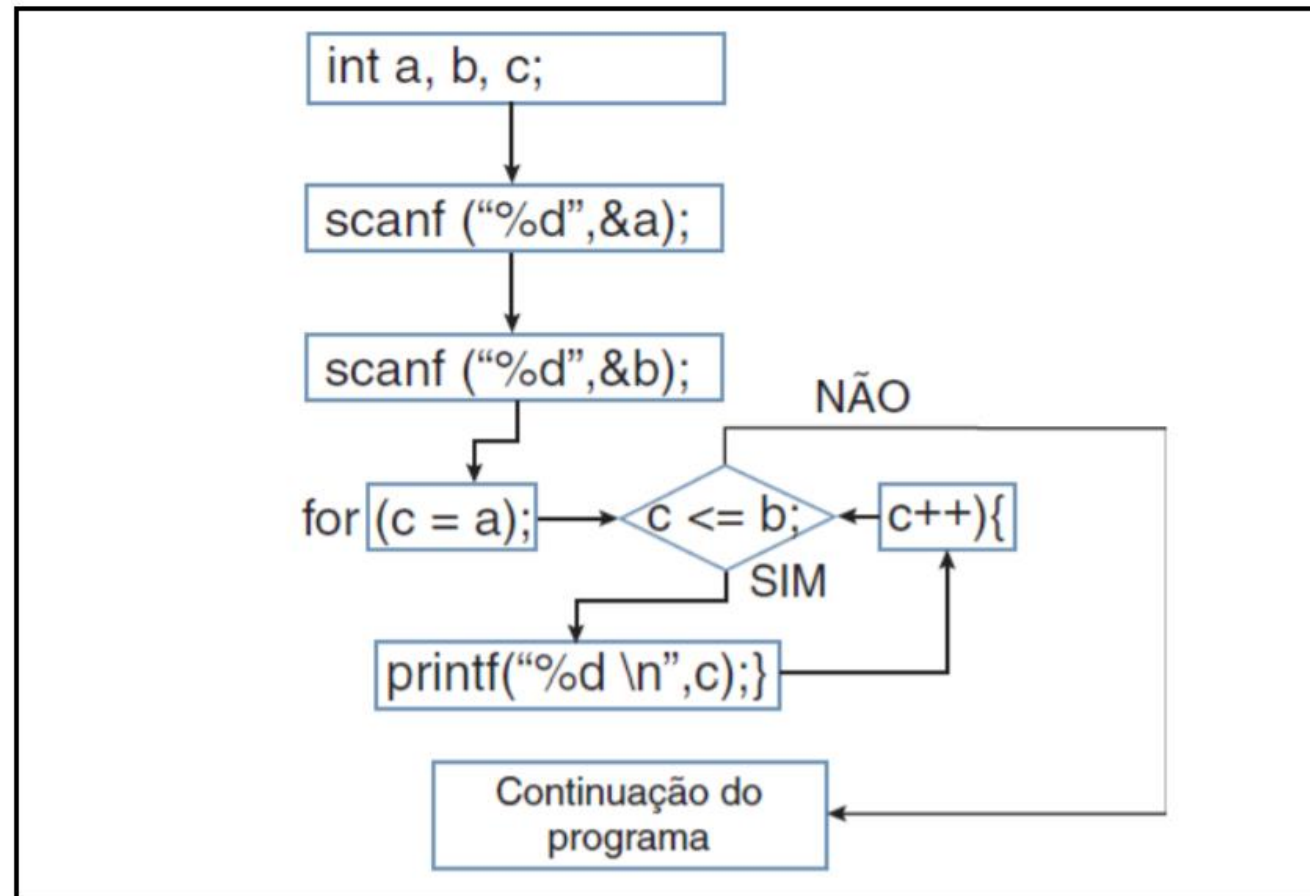 int a, b, c;
scanf (“%d”,&a);
scanf (“%d”,&b);
NÃO
for (c = a); c <= b; c++){
SIM
printf(“%d \n”,c);}
Continuação do
programa